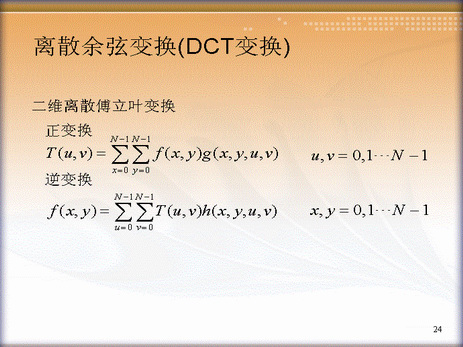 离散余弦变换(DCT变换)
二维离散傅立叶变换
正变换
T(u,v) = \sum_{x=0}^{N-1} \sum_{y=0}^{N-1} f(x,y)g(x,y,u,v)    u,v = 0,1⋯N−1
逆变换
f(x,y) = \sum_{u=0}^{N-1} \sum_{v=0}^{N-1} T(u,v)h(x,y,u,v)    x,y = 0,1⋯N−1
24